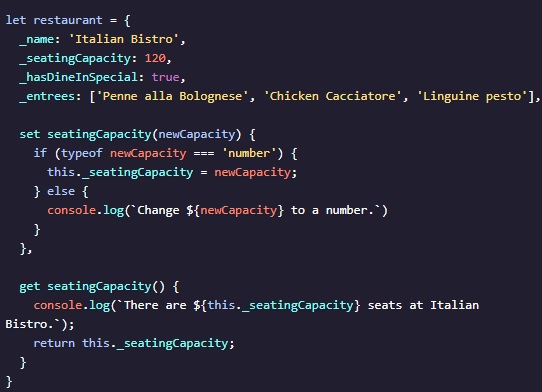 let restaurant = {
  _name: 'Italian Bistro',
  _seatingCapacity: 120,
  _hasDineInSpecial: true,
  _entrees: ['Penne alla Bolognese', 'Chicken Cacciatore', 'Linguine pesto'],

  set seatingCapacity(newCapacity) {
    if (typeof newCapacity === 'number') {
      this._seatingCapacity = newCapacity;
    } else {
      console.log(`Change ${newCapacity} to a number.`)
    }
  },

  get seatingCapacity() {
    console.log(`There are ${this._seatingCapacity} seats at Italian
Bistro.`);
    return this._seatingCapacity;
  }
}